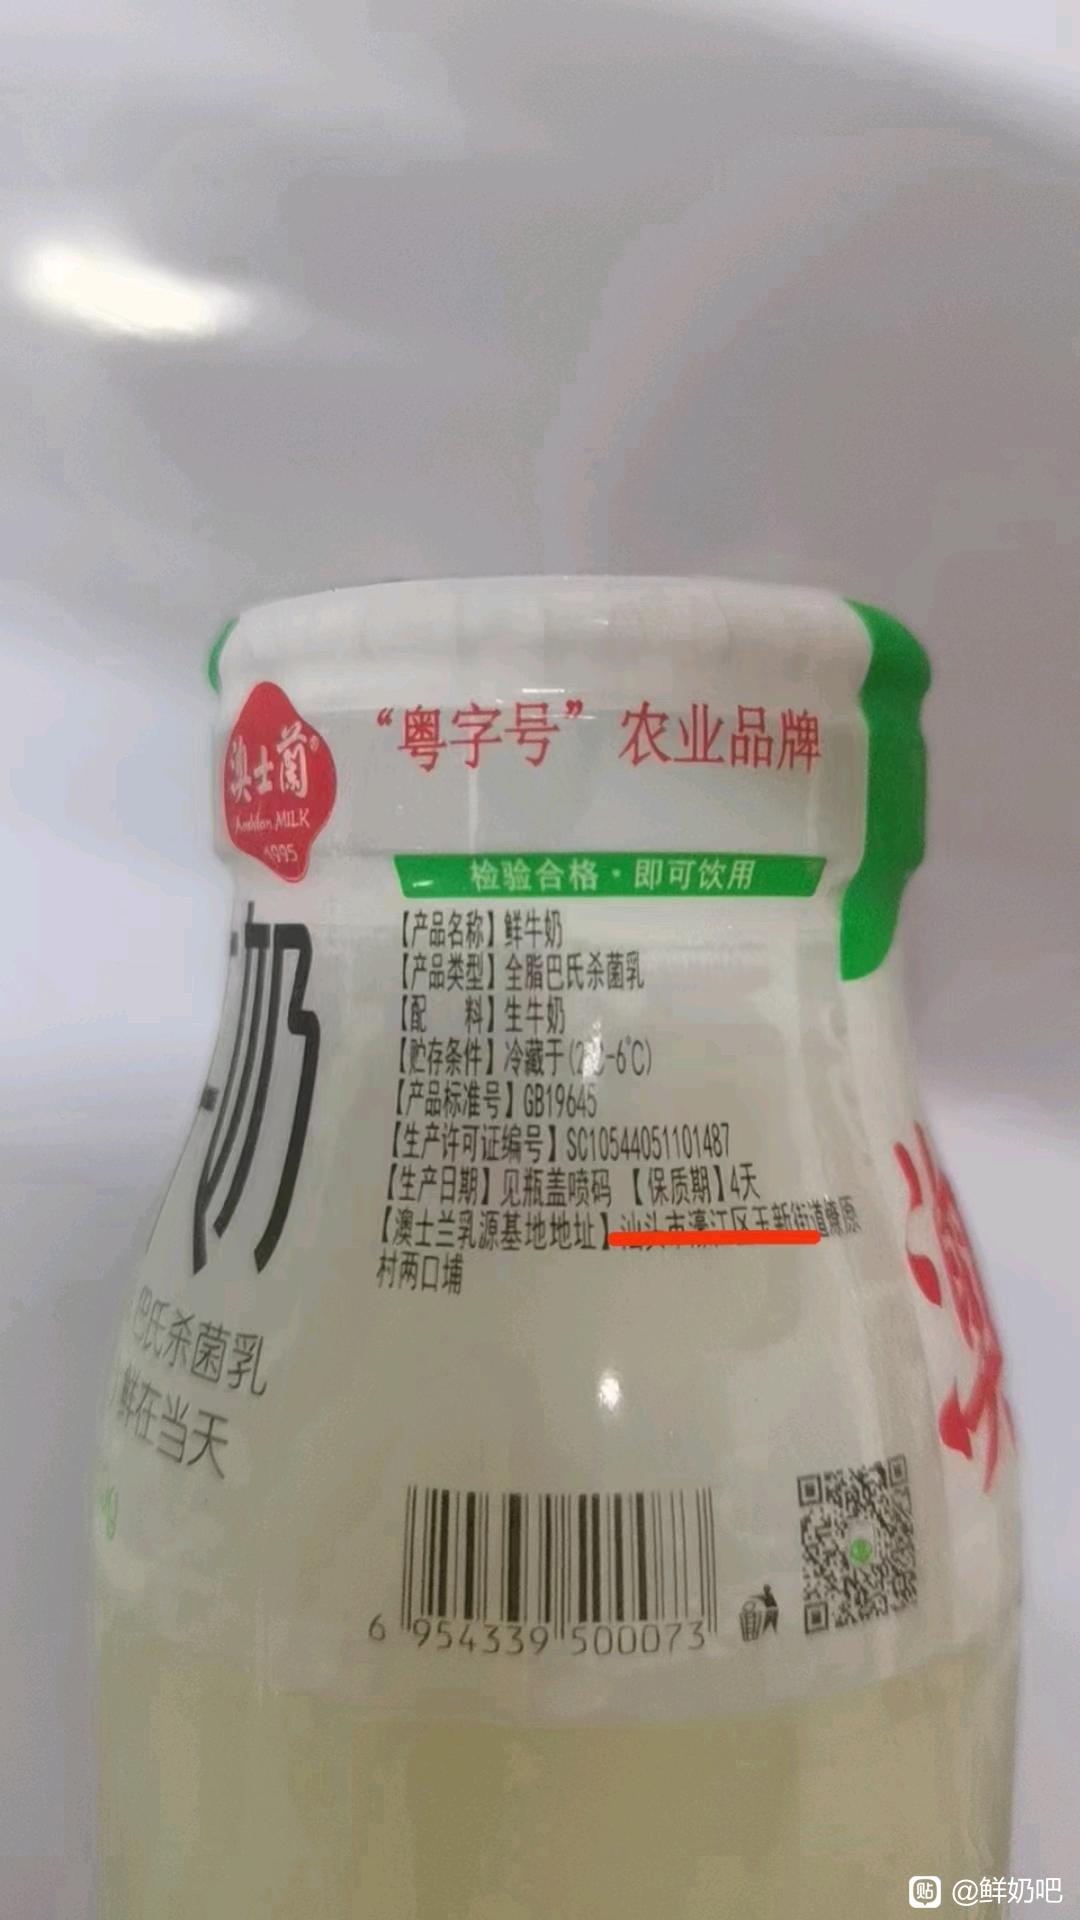 澳士蘭®
MILK
1995
“粤字号”农业品牌
检验合格·即可饮用
【产品名称】鲜牛奶
【产品类型】全脂巴氏杀菌乳
【配 料】生牛奶
【贮存条件】冷藏于(2℃-6℃)
【产品标准号】GB19645
【生产许可证编号】SC10544051101487
【生产日期】见瓶盖喷码 【保质期】4天
【澳士兰乳源基地地址】汕头市濠江区玉新街道燎原
村两口埔
奶
巴氏杀菌乳
鲜在当天
6 954339 500073
贴 @鲜奶吧